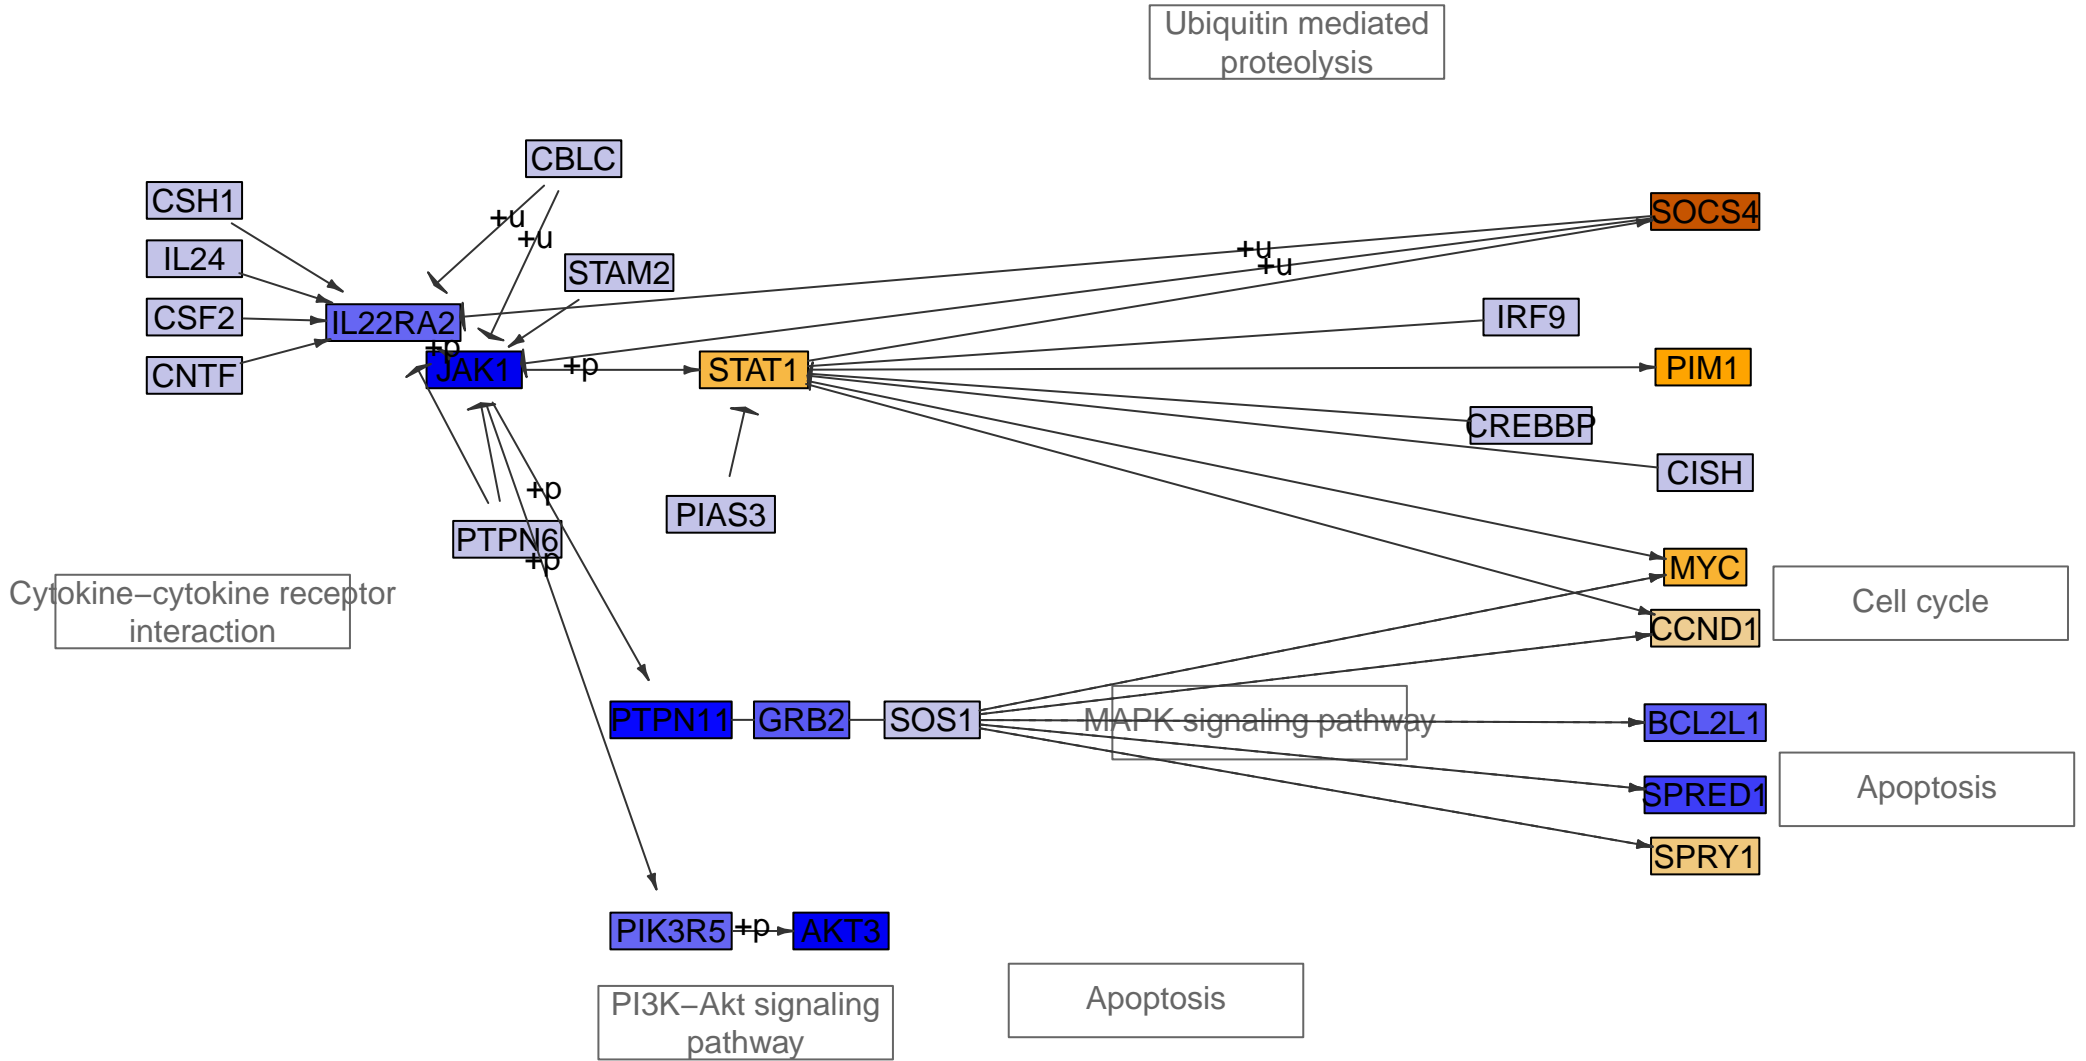 Ubiquitin mediated
proteolysis
CBLC
CSH1
SOCS4
+u
+u
+u
+u
IL24
STAM2
CSF2
IL22RA2
IRF9
+p
CNTF
JAK1
+p
STAT1
PIM1
CREBBP
CISH
+p
PIAS3
PTPN6
+p
MYC
Cytokine–cytokine receptor
interaction
Cell cycle
CCND1
PTPN11
GRB2
SOS1
MAPK signaling pathway
BCL2L1
SPRED1
Apoptosis
SPRY1
PIK3R5
+p
AKT3
PI3K–Akt signaling
pathway
Apoptosis